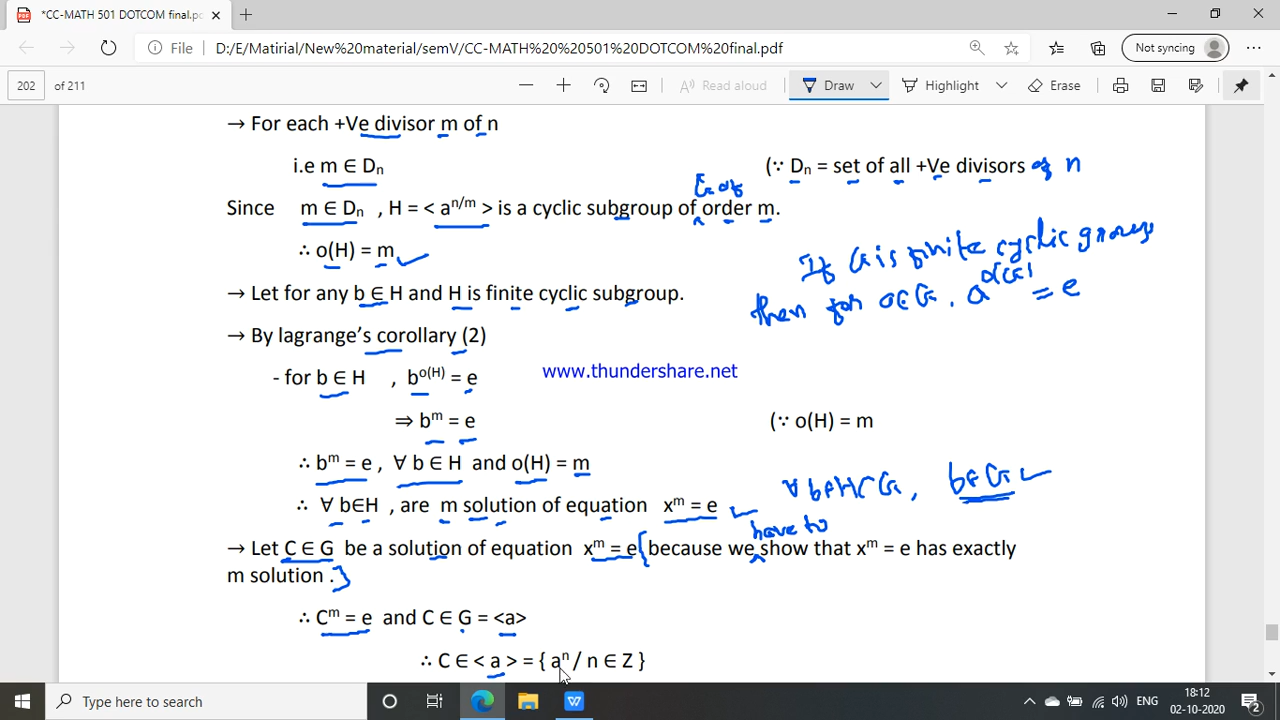 *CC-MATH 501 DOTCOM final.pd
File D:/E/Matirial/New%20material/semV/CC-MATH%20%20501%20DOTCOM%20final.pdf Not syncing
202 of 211 Read aloud Draw Highlight Erase
→ For each +Ve divisor m of n
i.e m ∈ Dₙ (∵ Dₙ = set of all +Ve divisors of n
G of
Since m ∈ Dₙ , H = < aⁿ/ᵐ > is a cyclic subgroup of order m.
∴ o(H) = m
If G is finite cyclic group
→ Let for any b ∈ H and H is finite cyclic subgroup.
then for a∈G, a^o(G) = e
→ By lagrange's corollary (2)
- for b ∈ H , b^o(H) = e
www.thundershare.net
⇒ bᵐ = e (∵ o(H) = m
∴ bᵐ = e , ∀ b ∈ H and o(H) = m
∀ b∈H⊂G, b∈G
∴ ∀ b∈H , are m solution of equation xᵐ = e
have to
→ Let C ∈ G be a solution of equation xᵐ = e{because we show that xᵐ = e has exactly
m solution .}
∴ Cᵐ = e and C ∈ G = <a>
∴ C ∈ < a > = { aⁿ / n ∈ Z }
Type here to search ENG 18:12 02-10-2020 2